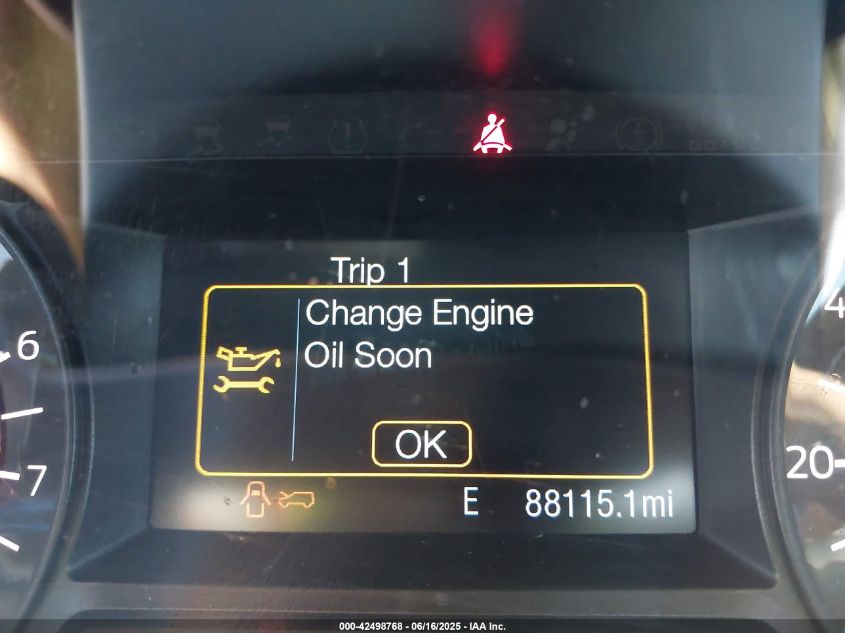 Trip 1
Change Engine
Oil Soon
OK
E 88115.1mi
6
7
4
20
000-42498768 - 06/16/2025 - IAA Inc.